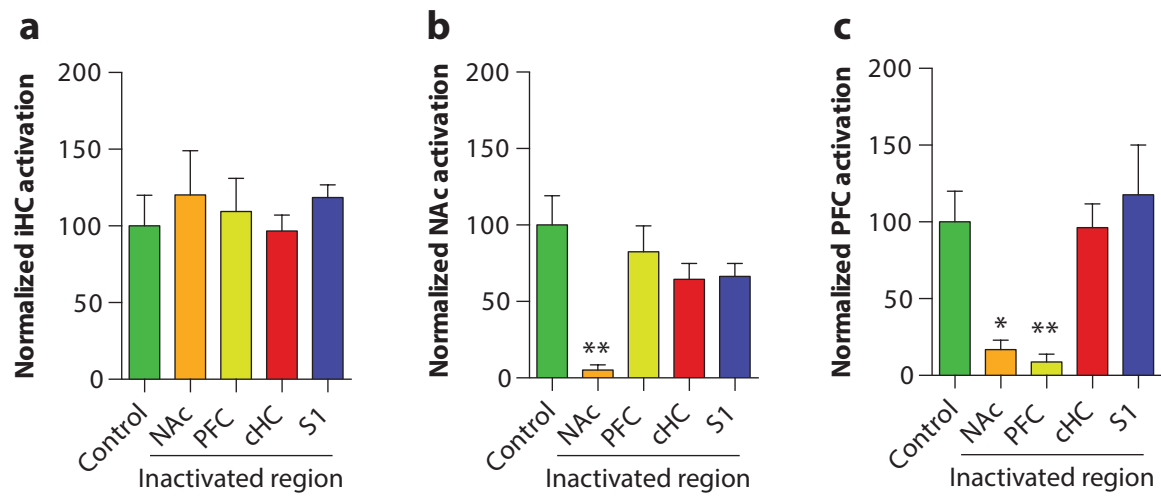 a
Normalized iHC activation
200
150
100
50
0
Control
NAc
PFC
cHC
S1
Inactivated region
b
Normalized NAc activation
200
150
100
50
0
**
Control
NAc
PFC
cHC
S1
Inactivated region
c
Normalized PFC activation
200
150
100
50
0
*
**
Control
NAc
PFC
cHC
S1
Inactivated region